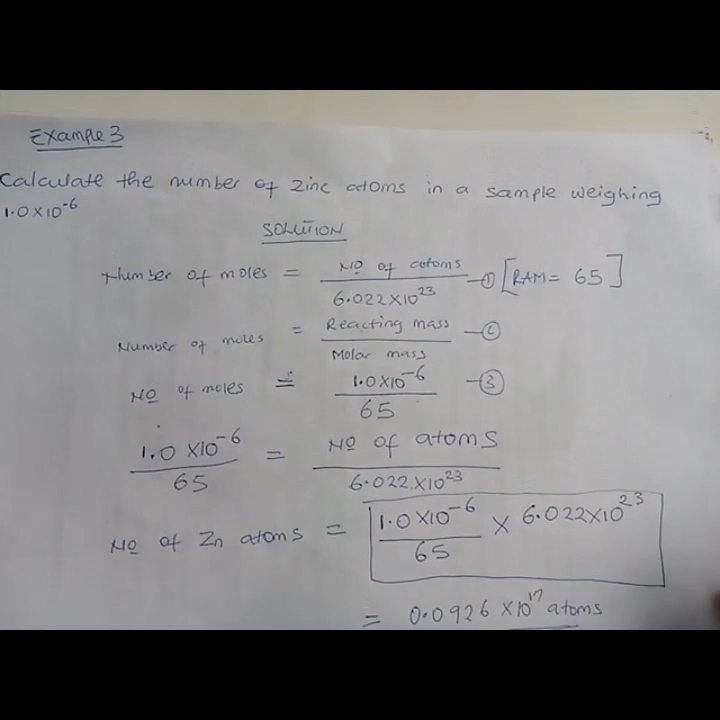 Example 3
Calculate the number of zinc atoms in a sample weighing
1.0 × 10⁻⁶
SOLUTION
Number of moles = No of atoms / 6.022 × 10²³ — ① [RAM = 65]
Number of moles = Reacting mass / Molar mass —
No of moles = 1.0 × 10⁻⁶ / 65 — ③
1.0 × 10⁻⁶ / 65 = No of atoms / 6.022 × 10²³
No of Zn atoms = 1.0 × 10⁻⁶ / 65 × 6.022 × 10²³
= 0.0926 × 10¹⁷ atoms